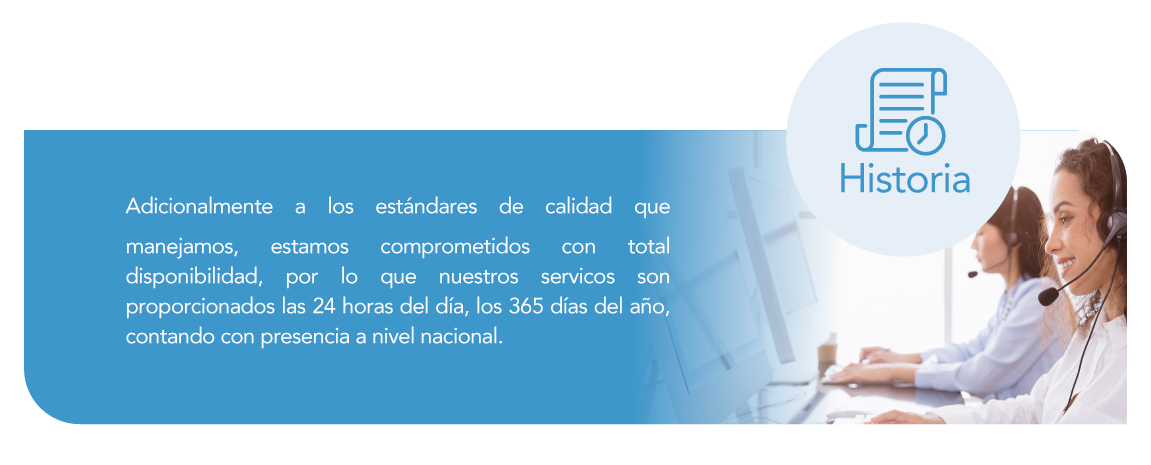 Historia
Adicionalmente a los estándares de calidad que
manejamos, estamos comprometidos con total
disponibilidad, por lo que nuestros servicos son
proporcionados las 24 horas del día, los 365 días del año,
contando con presencia a nivel nacional.